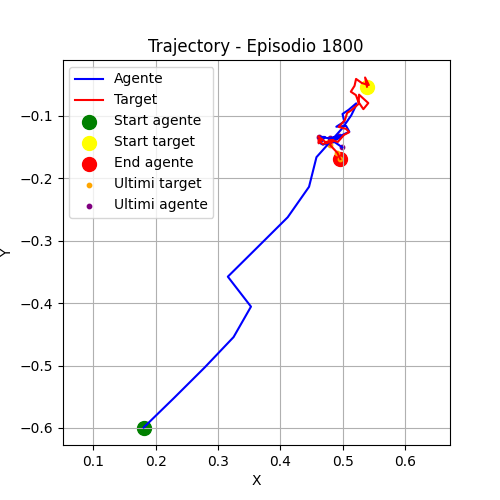 Trajectory - Episodio 1800
Agente
Target
Start agente
Start target
End agente
Ultimi target
Ultimi agente
Y
−0.1
−0.2
−0.3
−0.4
−0.5
−0.6
0.1 0.2 0.3 0.4 0.5 0.6
X